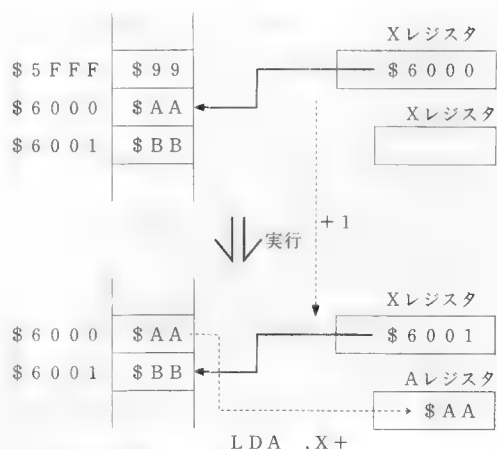 Xレジスタ
$5FFF $99 $6000
$6000 $AA
Xレジスタ
$6001 $BB
+1
実行
Xレジスタ
$6000 $AA $6001
$6001 $BB
Aレジスタ
$AA
LDA ,X+